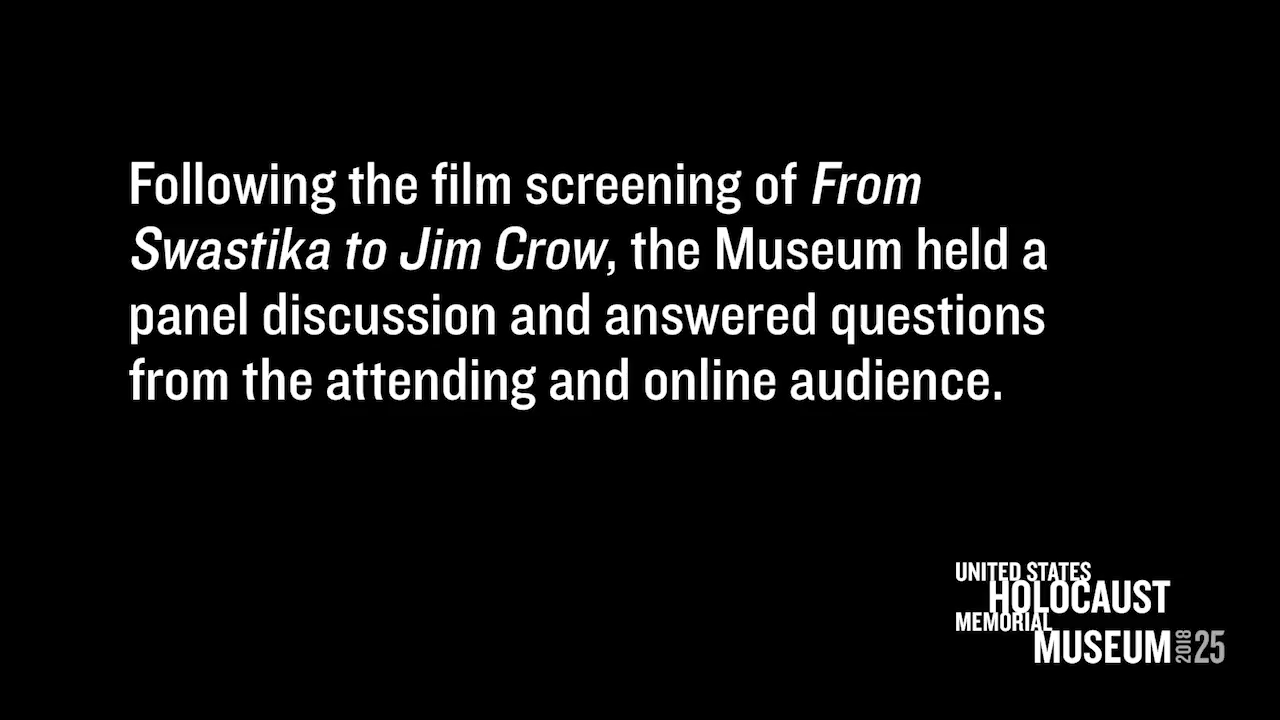 Following the film screening of From
Swastika to Jim Crow, the Museum held a
panel discussion and answered questions
from the attending and online audience.
UNITED STATES
HOLOCAUST
MEMORIAL
MUSEUM 2018 25